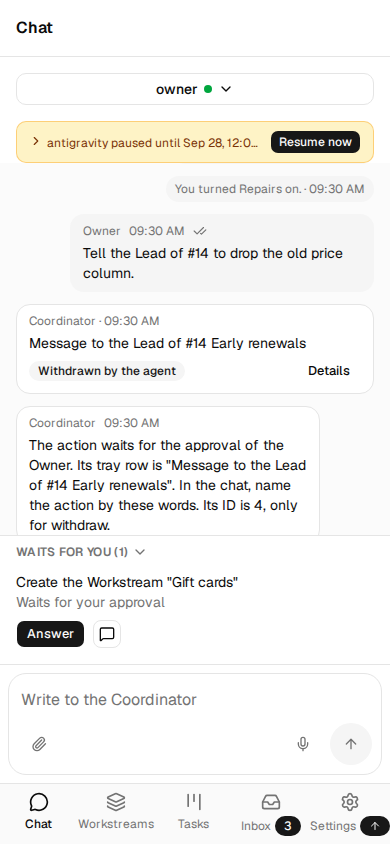 Chat
owner
antigravity paused until Sep 28, 12:0... Resume now
You turned Repairs on. · 09:30 AM
Owner 09:30 AM
Tell the Lead of #14 to drop the old price
column.
Coordinator · 09:30 AM
Message to the Lead of #14 Early renewals
Withdrawn by the agent Details
Coordinator 09:30 AM
The action waits for the approval of the
Owner. Its tray row is "Message to the Lead
of #14 Early renewals". In the chat, name
the action by these words. Its ID is 4, only
for withdraw.
WAITS FOR YOU (1)
Create the Workstream "Gift cards"
Waits for your approval
Answer
Write to the Coordinator
Chat Workstreams Tasks Inbox 3 Settings